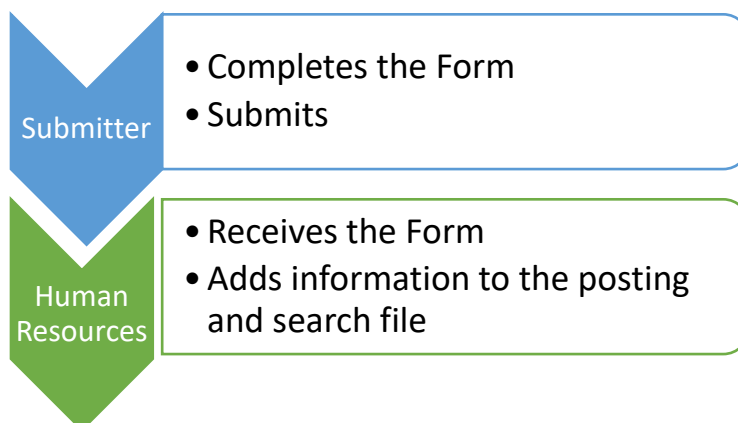 Submitter
• Completes the Form
• Submits
Human
Resources
• Receives the Form
• Adds information to the posting
and search file